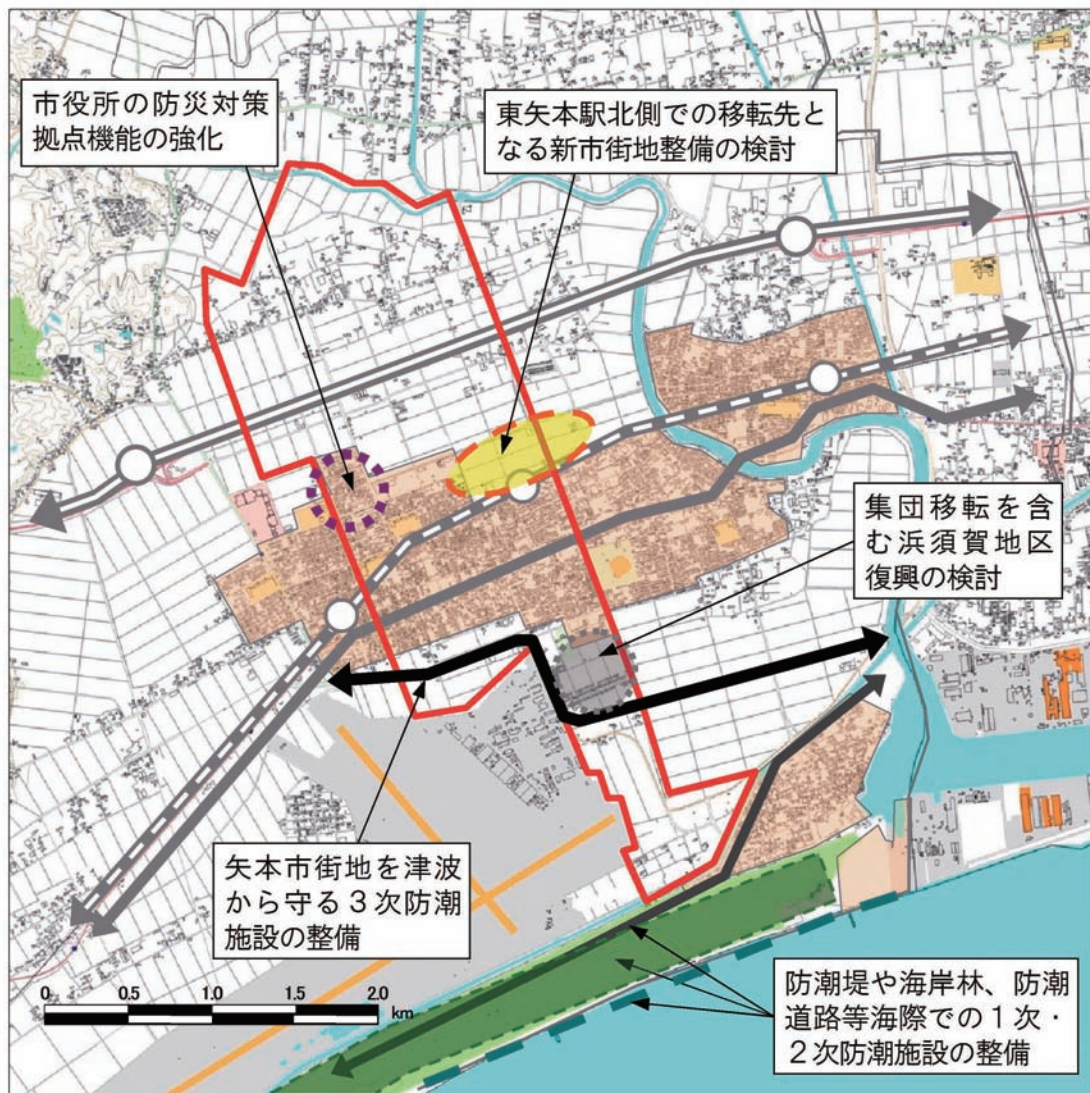 市役所の防災対策
拠点機能の強化
東矢本駅北側での移転先と
なる新市街地整備の検討
集団移転を含
む浜須賀地区
復興の検討
矢本市街地を津波
から守る３次防潮
施設の整備
防潮堤や海岸林、防潮
道路等海際での１次・
２次防潮施設の整備
0 0.5 1.0 1.5 2.0
km